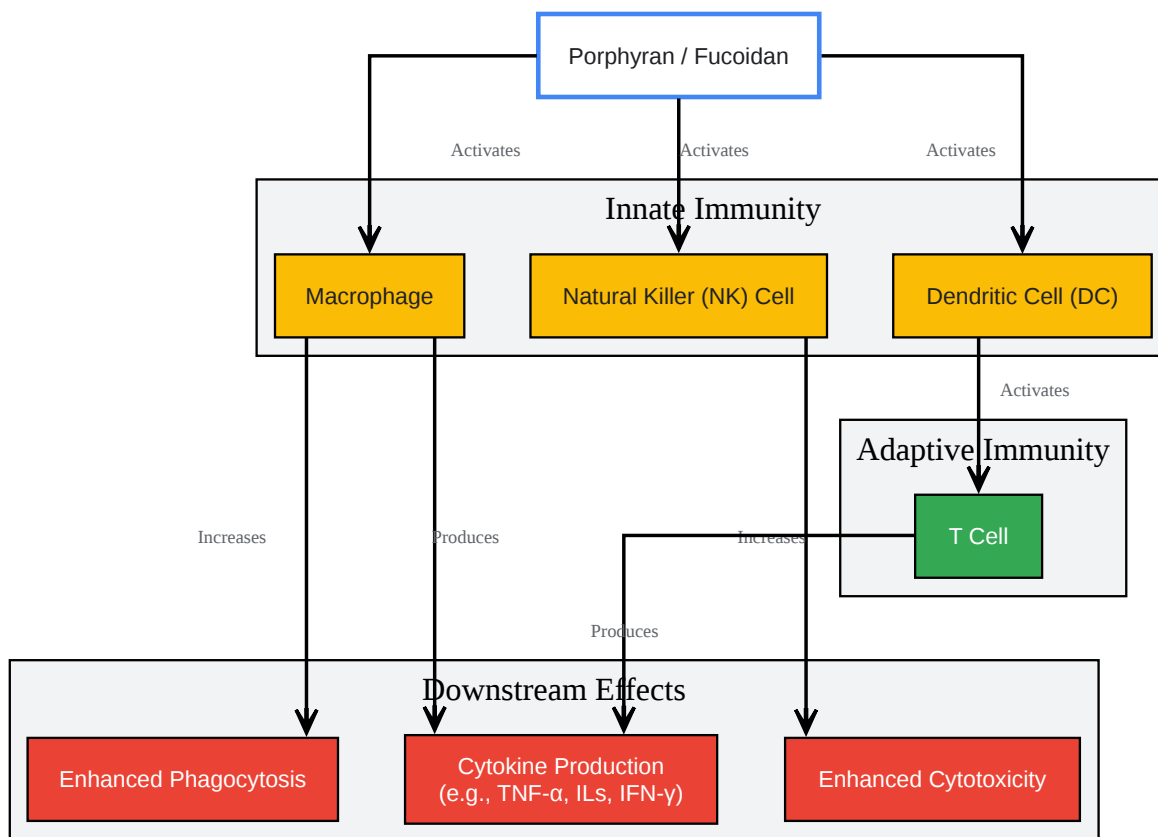 Porphyran / Fucoidan
Activates
Activates
Activates
Innate Immunity
Macrophage
Natural Killer (NK) Cell
Dendritic Cell (DC)
Activates
Adaptive Immunity
T Cell
Increases
Produces
Increases
Produces
Downstream Effects
Enhanced Phagocytosis
Cytokine Production
(e.g., TNF-α, ILs, IFN-γ)
Enhanced Cytotoxicity